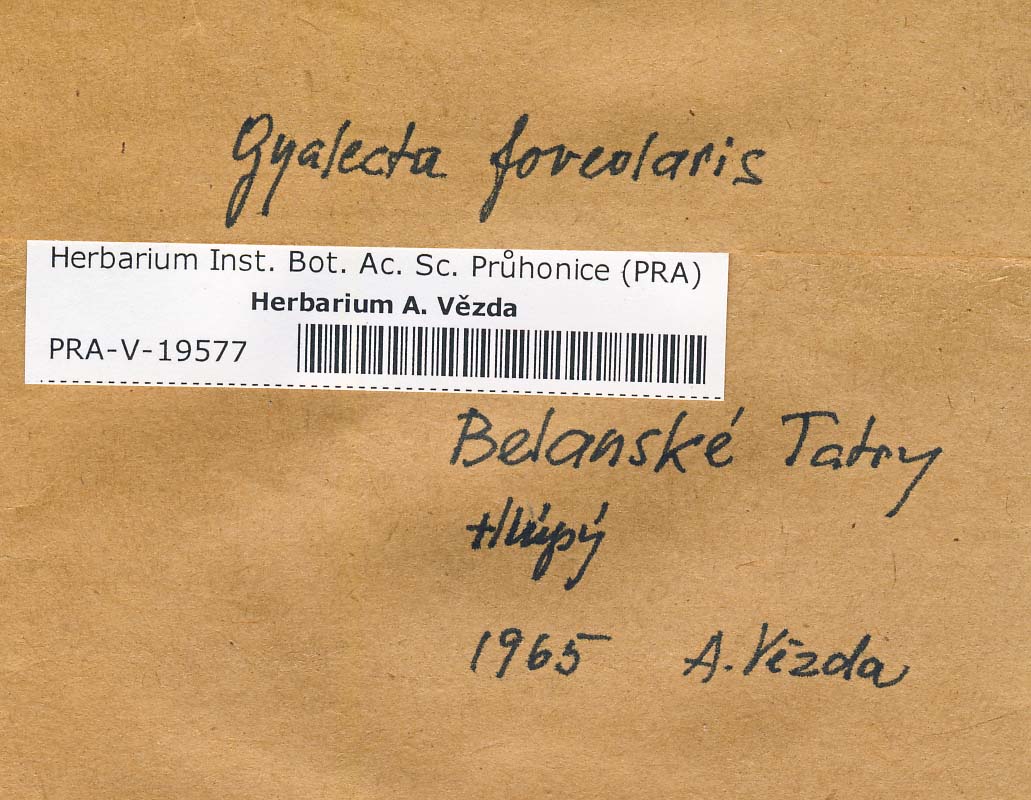 Gyalecta foveolaris
Herbarium Inst. Bot. Ac. Sc. Průhonice (PRA)
Herbarium A. Vězda
PRA-V-19577
Belanské Tatry
Hlúpý
1965 A. Vězda